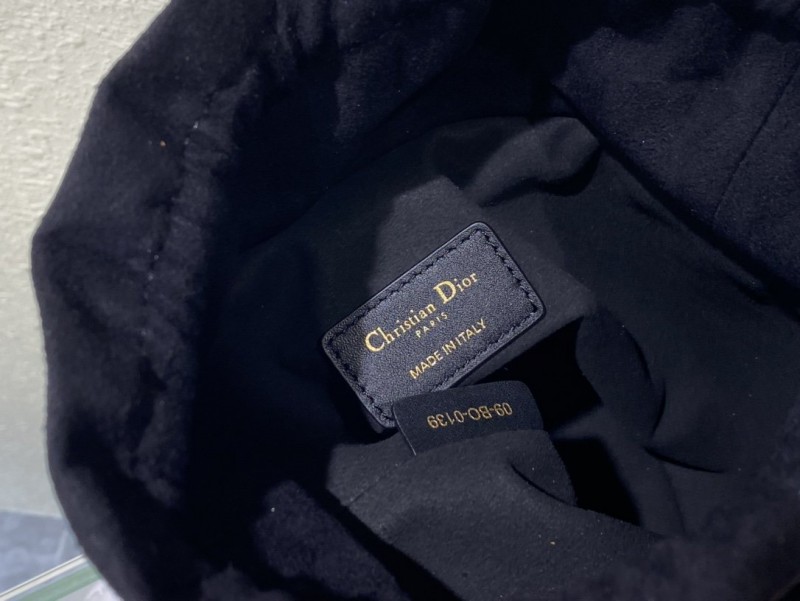 Christian Dior
PARIS
MADE IN ITALY
09-BO-0139